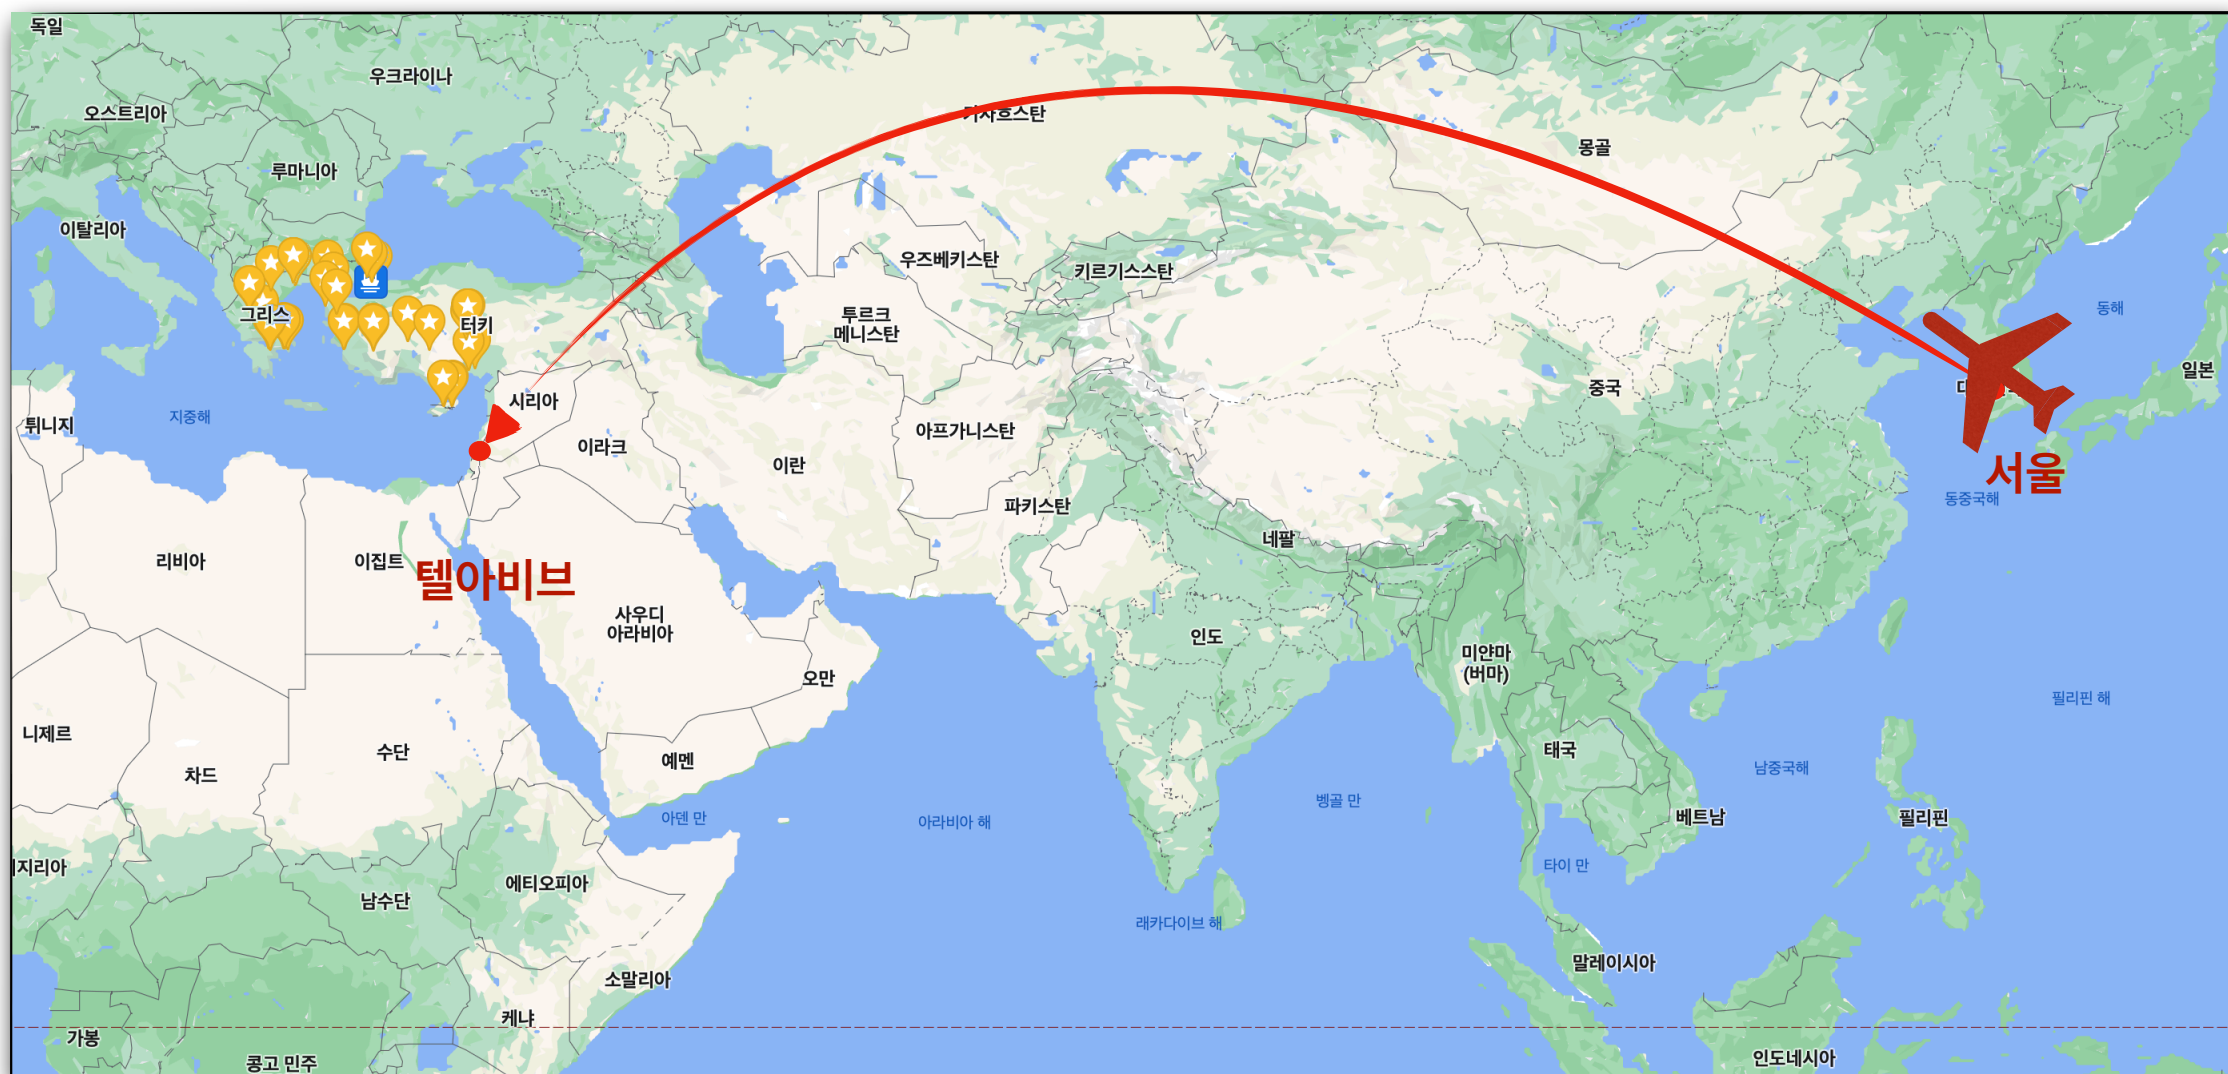 독일
우크라이나
오스트리아
카자흐스탄
몽골
루마니아
이탈리아
우즈베키스탄
키르기스스탄
동해
그리스
터키
투르크
메니스탄
일본
중국
시리아
지중해
튀니지
이라크
아프가니스탄
이란
서울
동중국해
파키스탄
네팔
리비아
이집트
텔아비브
사우디
아라비아
인도
미얀마
(버마)
오만
필리핀 해
니제르
수단
예멘
태국
남중국해
차드
벵골 만
아덴 만
아라비아 해
베트남
필리핀
지리아
타이 만
에티오피아
남수단
래카다이브 해
말레이시아
소말리아
케냐
가봉
콩고 민주
인도네시아